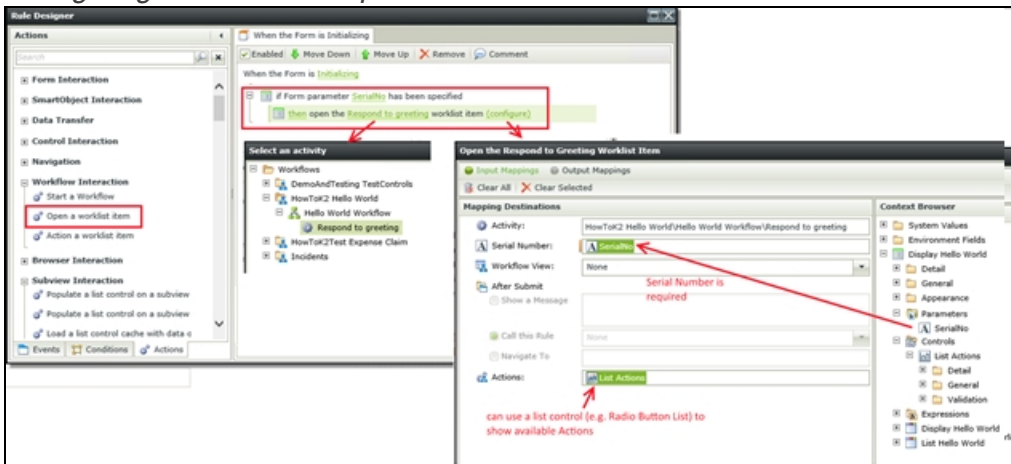 Rule Designer
Actions
Search
Form Interaction
SmartObject Interaction
Data Transfer
Control Interaction
Navigation
Workflow Interaction
Start a Workflow
Open a worklist item
Action a worklist item
Browser Interaction
Subview Interaction
Populate a list control on a subview
Populate a list control on a subview
Load a list control cache with data o
Events Conditions Actions
When the Form is Initializing
Enabled Move Down Move Up Remove Comment
When the Form is Initializing
if Form parameter SerialNo has been specified
then open the Respond to greeting worklist item (configure)
Select an activity
Workflows
DemoAndTesting TestControls
HowToK2 Hello World
Hello World Workflow
Respond to greeting
HowToK2Test Expense Claim
Incidents
Open the Respond to Greeting Worklist Item
Input Mappings Output Mappings
Clear All Clear Selected
Mapping Destinations
Activity: HowToK2 Hello World\Hello World Workflow\Respond to greeting
Serial Number: SerialNo
Workflow View: None
After Submit
Show a Message
Serial Number is
required
Call this Rule None
Navigate To
Actions: List Actions
can use a list control (e.g. Radio Button List) to
show available Actions
Context Browser
System Values
Environment Fields
Display Hello World
Detail
General
Appearance
Parameters
SerialNo
Controls
List Actions
Detail
General
Validation
Expressions
Display Hello World
List Hello World